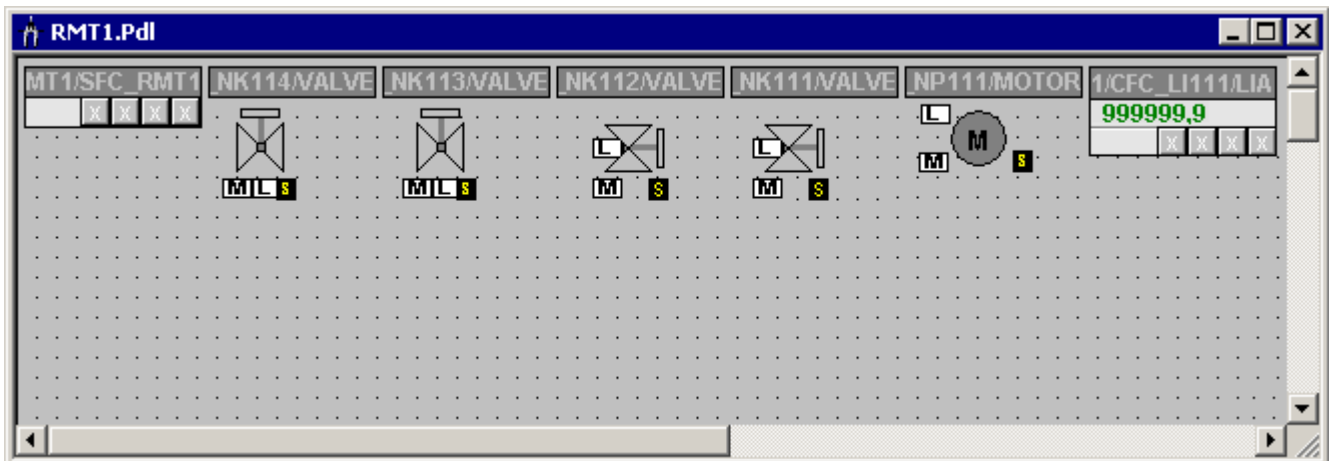 RMT1.Pdl
MT1/SFC_RMT1 _NK114/VALVE _NK113/VALVE _NK112/VALVE _NK111/VALVE _NP111/MOTOR 1/CFC_LI111/LIA
X X X X L M 999999,9
L L X X X X
M L S M L S M S M S M S